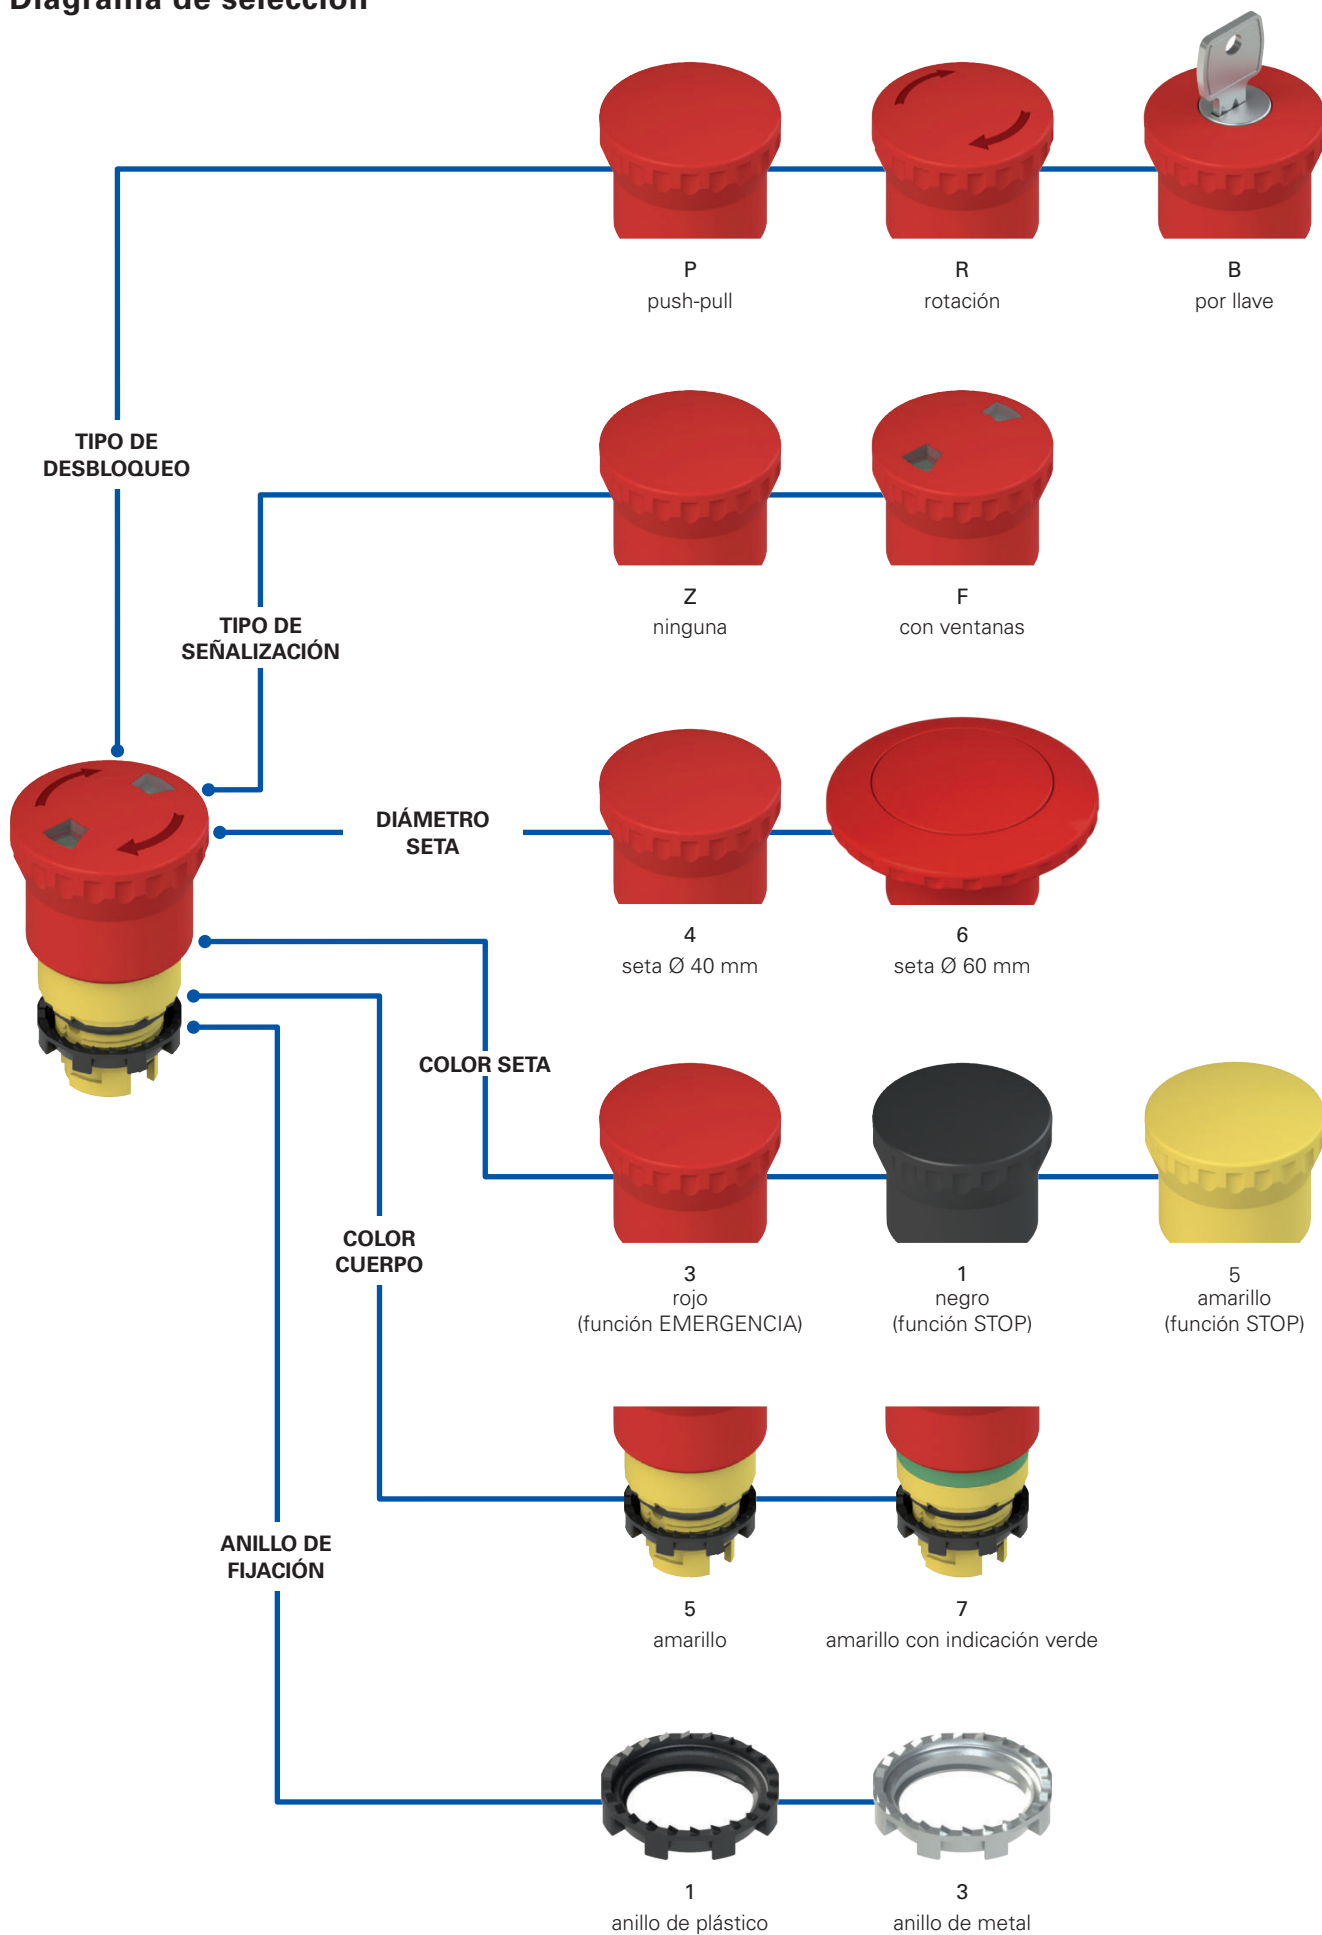 Diagrama de selección
P
R
B
push-pull
rotación
por llave
TIPO DE
DESBLOQUEO
Z
F
ninguna
con ventanas
TIPO DE
SEÑALIZACIÓN
DIÁMETRO
SETA
4
6
seta Ø 40 mm
seta Ø 60 mm
COLOR SETA
3
rojo
(función EMERGENCIA)
1
negro
(función STOP)
5
amarillo
(función STOP)
COLOR
CUERPO
5
7
amarillo
amarillo con indicación verde
ANILLO DE
FIJACIÓN
1
3
anillo de plástico
anillo de metal